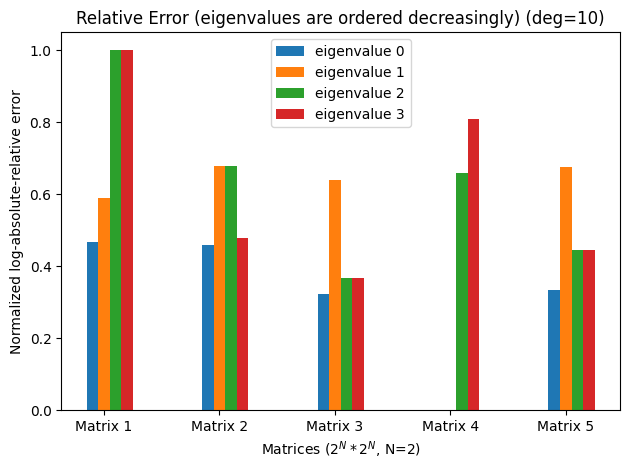 Relative Error (eigenvalues are ordered decreasingly) (deg=10)
eigenvalue 0
eigenvalue 1
eigenvalue 2
eigenvalue 3
Normalized log-absolute-relative error
1.0
0.8
0.6
0.4
0.2
0.0
Matrix 1 Matrix 2 Matrix 3 Matrix 4 Matrix 5
Matrices (2^N * 2^N, N=2)